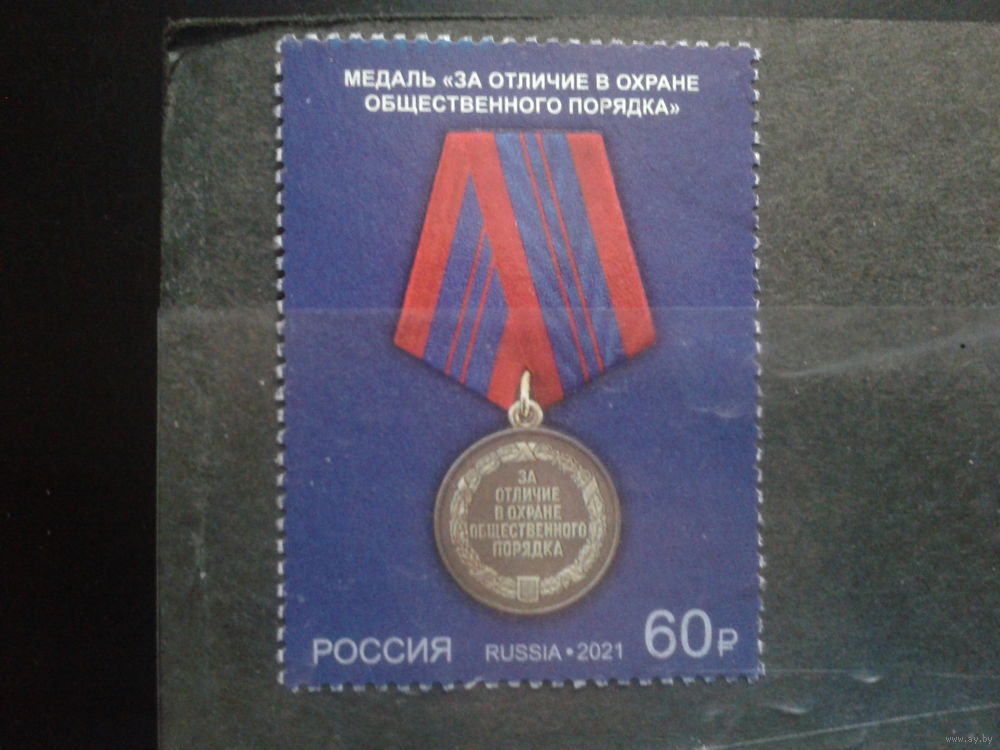 МЕДАЛЬ «ЗА ОТЛИЧИЕ В ОХРАНЕ
ОБЩЕСТВЕННОГО ПОРЯДКА»
ЗА
ОТЛИЧИЕ
В ОХРАНЕ
ОБЩЕСТВЕННОГО
ПОРЯДКА
РОССИЯ RUSSIA • 2021 60₽
www.ay.by